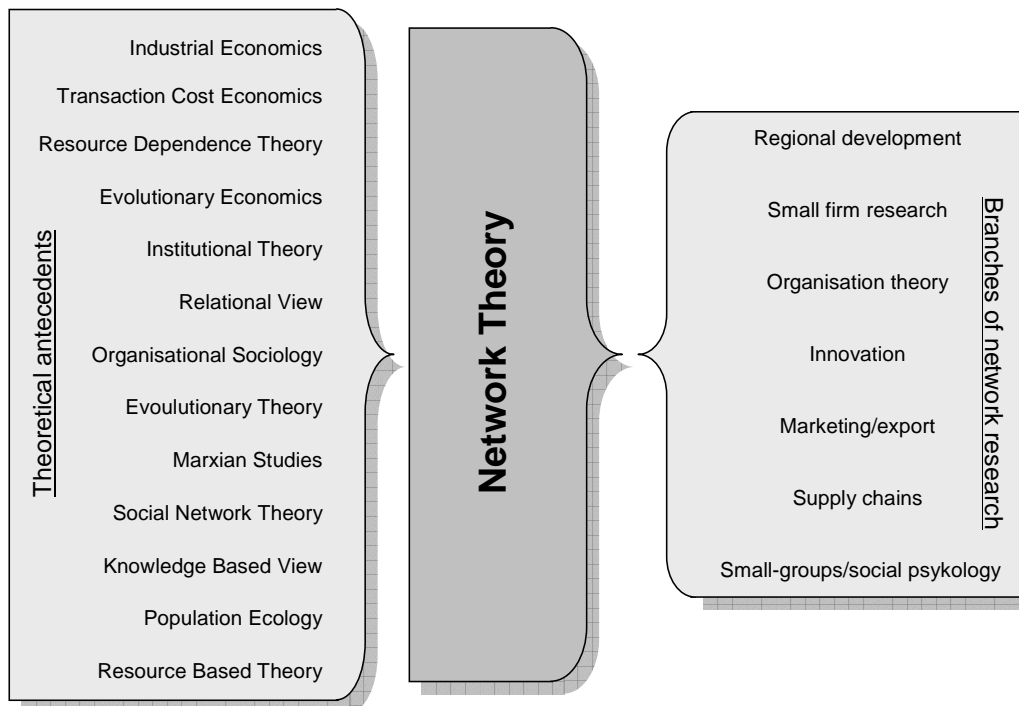 Theoretical antecedents
Industrial Economics
Transaction Cost Economics
Resource Dependence Theory
Evolutionary Economics
Institutional Theory
Relational View
Organisational Sociology
Evoulutionary Theory
Marxian Studies
Social Network Theory
Knowledge Based View
Population Ecology
Resource Based Theory
Network Theory
Regional development
Small firm research
Organisation theory
Innovation
Marketing/export
Supply chains
Small-groups/social psykology
Branches of network research